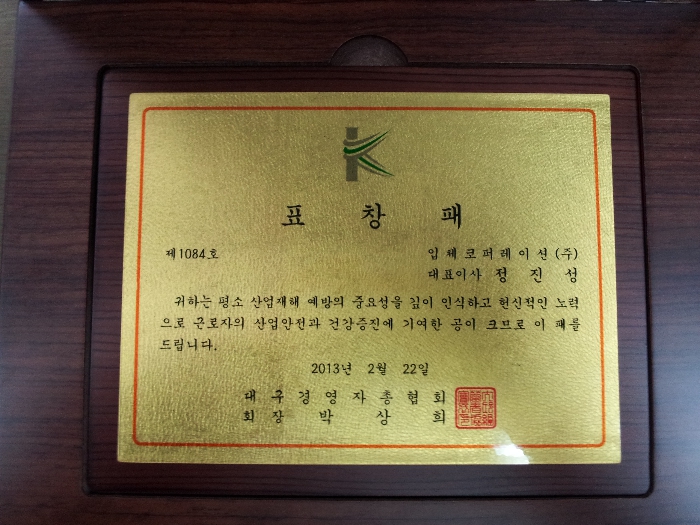 표 창 패
제1084호
입체코퍼레이션(주)
대표이사 정진성
귀하는 평소 산업재해 예방의 중요성을 깊이 인식하고 헌신적인 노력
으로 근로자의 산업안전과 건강증진에 기여한 공이 크므로 이 패를
드립니다.
2013년 2월 22일
대구경영자총협회
회장 박상희